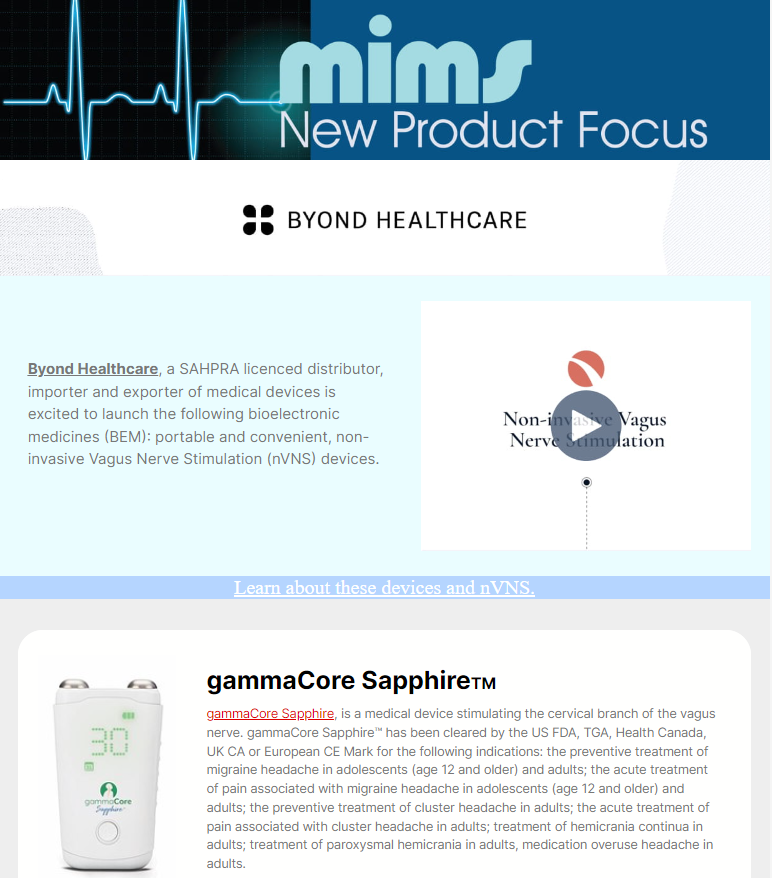 mims
New Product Focus
BYOND HEALTHCARE
Byond Healthcare, a SAHPRA licenced distributor,
importer and exporter of medical devices is
excited to launch the following bioelectronic
medicines (BEM): portable and convenient, non-
invasive Vagus Nerve Stimulation (nVNS) devices.
Non-invasive Vagus
Nerve Stimulation
Learn about these devices and nVNS.
gammaCore Sapphire™
gammaCore Sapphire, is a medical device stimulating the cervical branch of the vagus
nerve. gammaCore Sapphire™ has been cleared by the US FDA, TGA, Health Canada,
UK CA or European CE Mark for the following indications: the preventive treatment of
migraine headache in adolescents (age 12 and older) and adults; the acute treatment
of pain associated with migraine headache in adolescents (age 12 and older) and
adults; the preventive treatment of cluster headache in adults; the acute treatment of
pain associated with cluster headache in adults; treatment of hemicrania continua in
adults; treatment of paroxysmal hemicrania in adults, medication overuse headache in
adults.
30
gammaCore
Sapphire